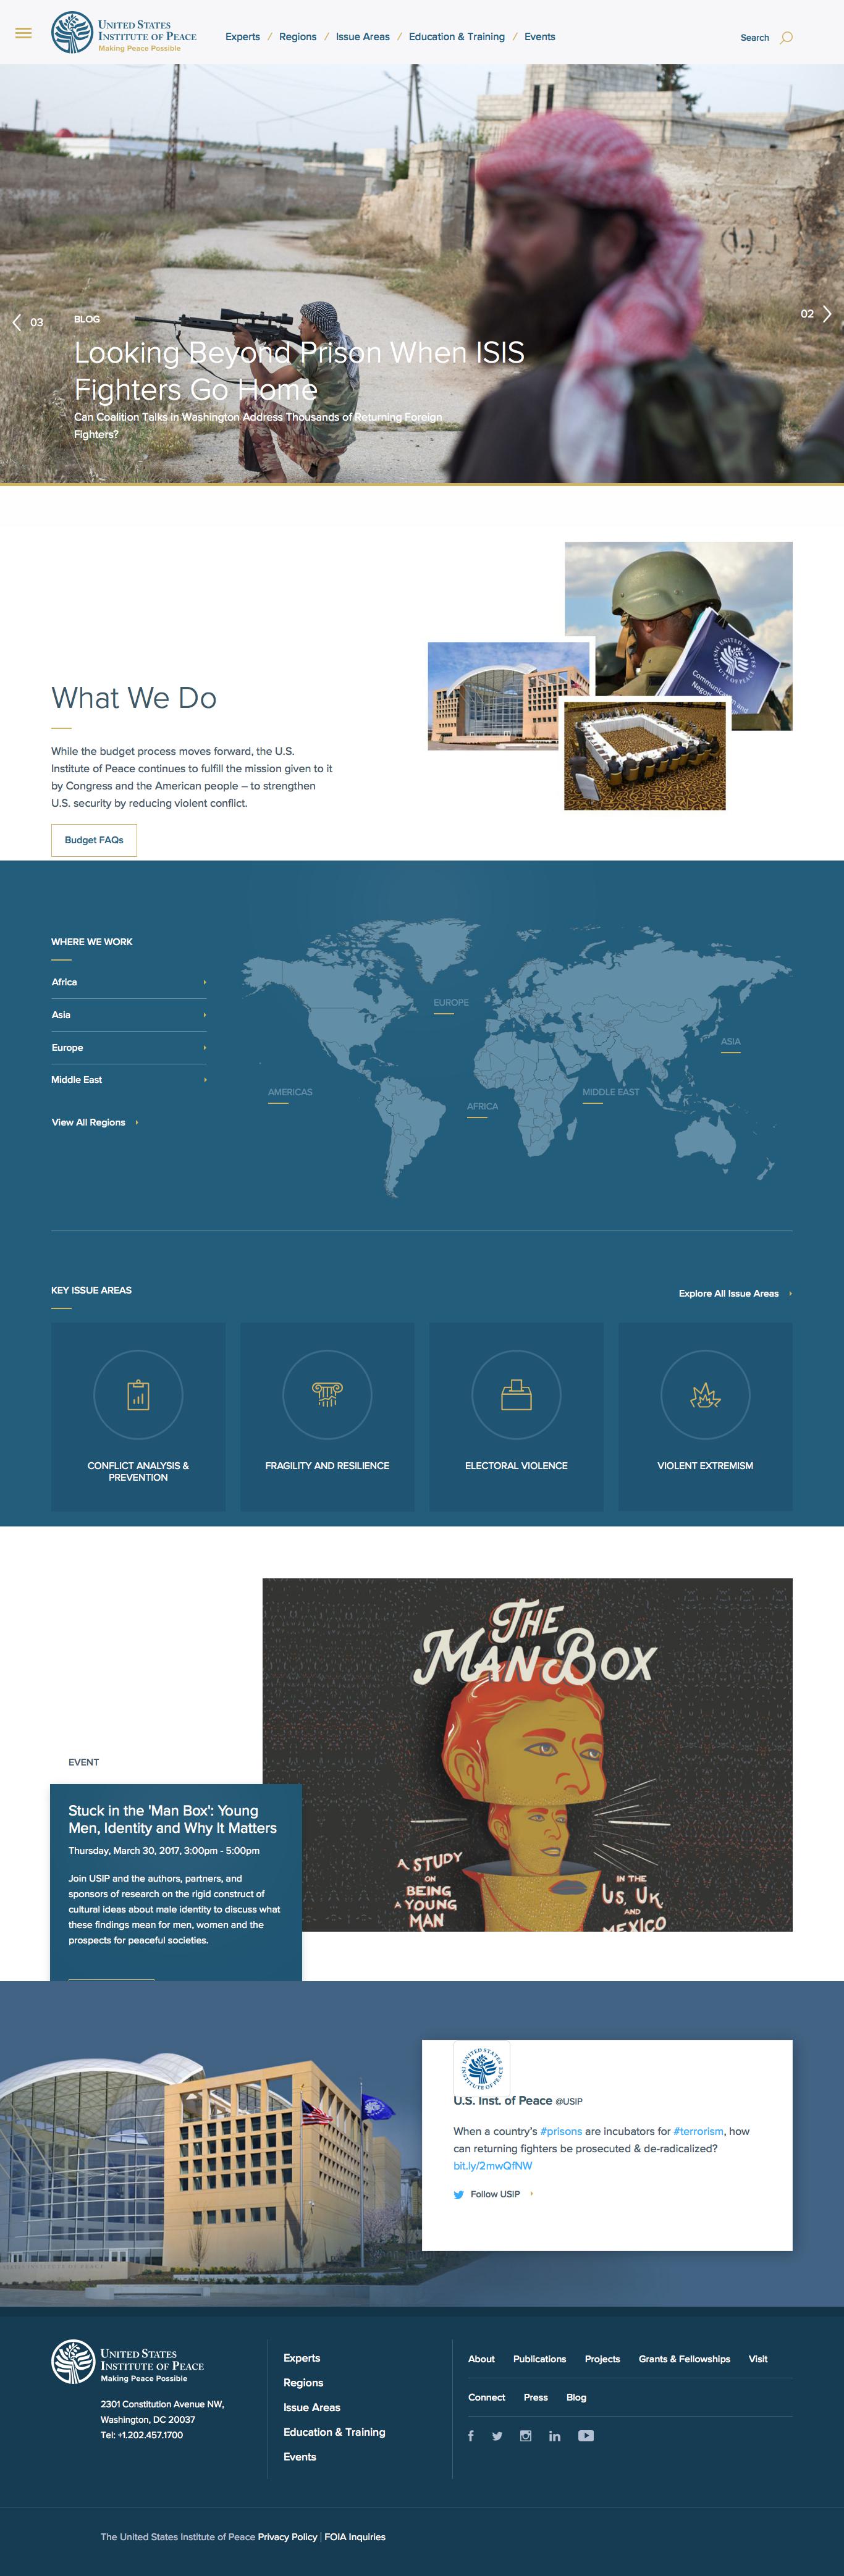 UNITED STATES
INSTITUTE OF PEACE
Making Peace Possible
Experts / Regions / Issue Areas / Education & Training / Events
Search
03
02
BLOG
Looking Beyond Prison When ISIS
Fighters Go Home
Can Coalition Talks in Washington Address Thousands of Returning Foreign
Fighters?
What We Do
While the budget process moves forward, the U.S.
Institute of Peace continues to fulfill the mission given to it
by Congress and the American people – to strengthen
U.S. security by reducing violent conflict.
Budget FAQs
UNITED STATES INSTITUTE OF PEACE
WHERE WE WORK
Africa
Asia
Europe
Middle East
View All Regions
EUROPE
ASIA
AMERICAS
MIDDLE EAST
AFRICA
KEY ISSUE AREAS
Explore All Issue Areas
CONFLICT ANALYSIS &
PREVENTION
FRAGILITY AND RESILIENCE
ELECTORAL VIOLENCE
VIOLENT EXTREMISM
THE
MAN BOX
A STUDY
ON
BEING
A YOUNG
MAN
IN THE
US, UK,
AND
MEXICO
EVENT
Stuck in the 'Man Box': Young
Men, Identity and Why It Matters
Thursday, March 30, 2017, 3:00pm - 5:00pm
Join USIP and the authors, partners, and
sponsors of research on the rigid construct of
cultural ideas about male identity to discuss what
these findings mean for men, women and the
prospects for peaceful societies.
UNITED STATES INSTITUTE OF PEACE
U.S. Inst. of Peace @USIP
When a country's #prisons are incubators for #terrorism, how
can returning fighters be prosecuted & de-radicalized?
bit.ly/2mwQfNW
Follow USIP
UNITED STATES
INSTITUTE OF PEACE
Making Peace Possible
2301 Constitution Avenue NW,
Washington, DC 20037
Tel: +1.202.457.1700
Experts
Regions
Issue Areas
Education & Training
Events
About Publications Projects Grants & Fellowships Visit
Connect Press Blog
The United States Institute of Peace Privacy Policy | FOIA Inquiries